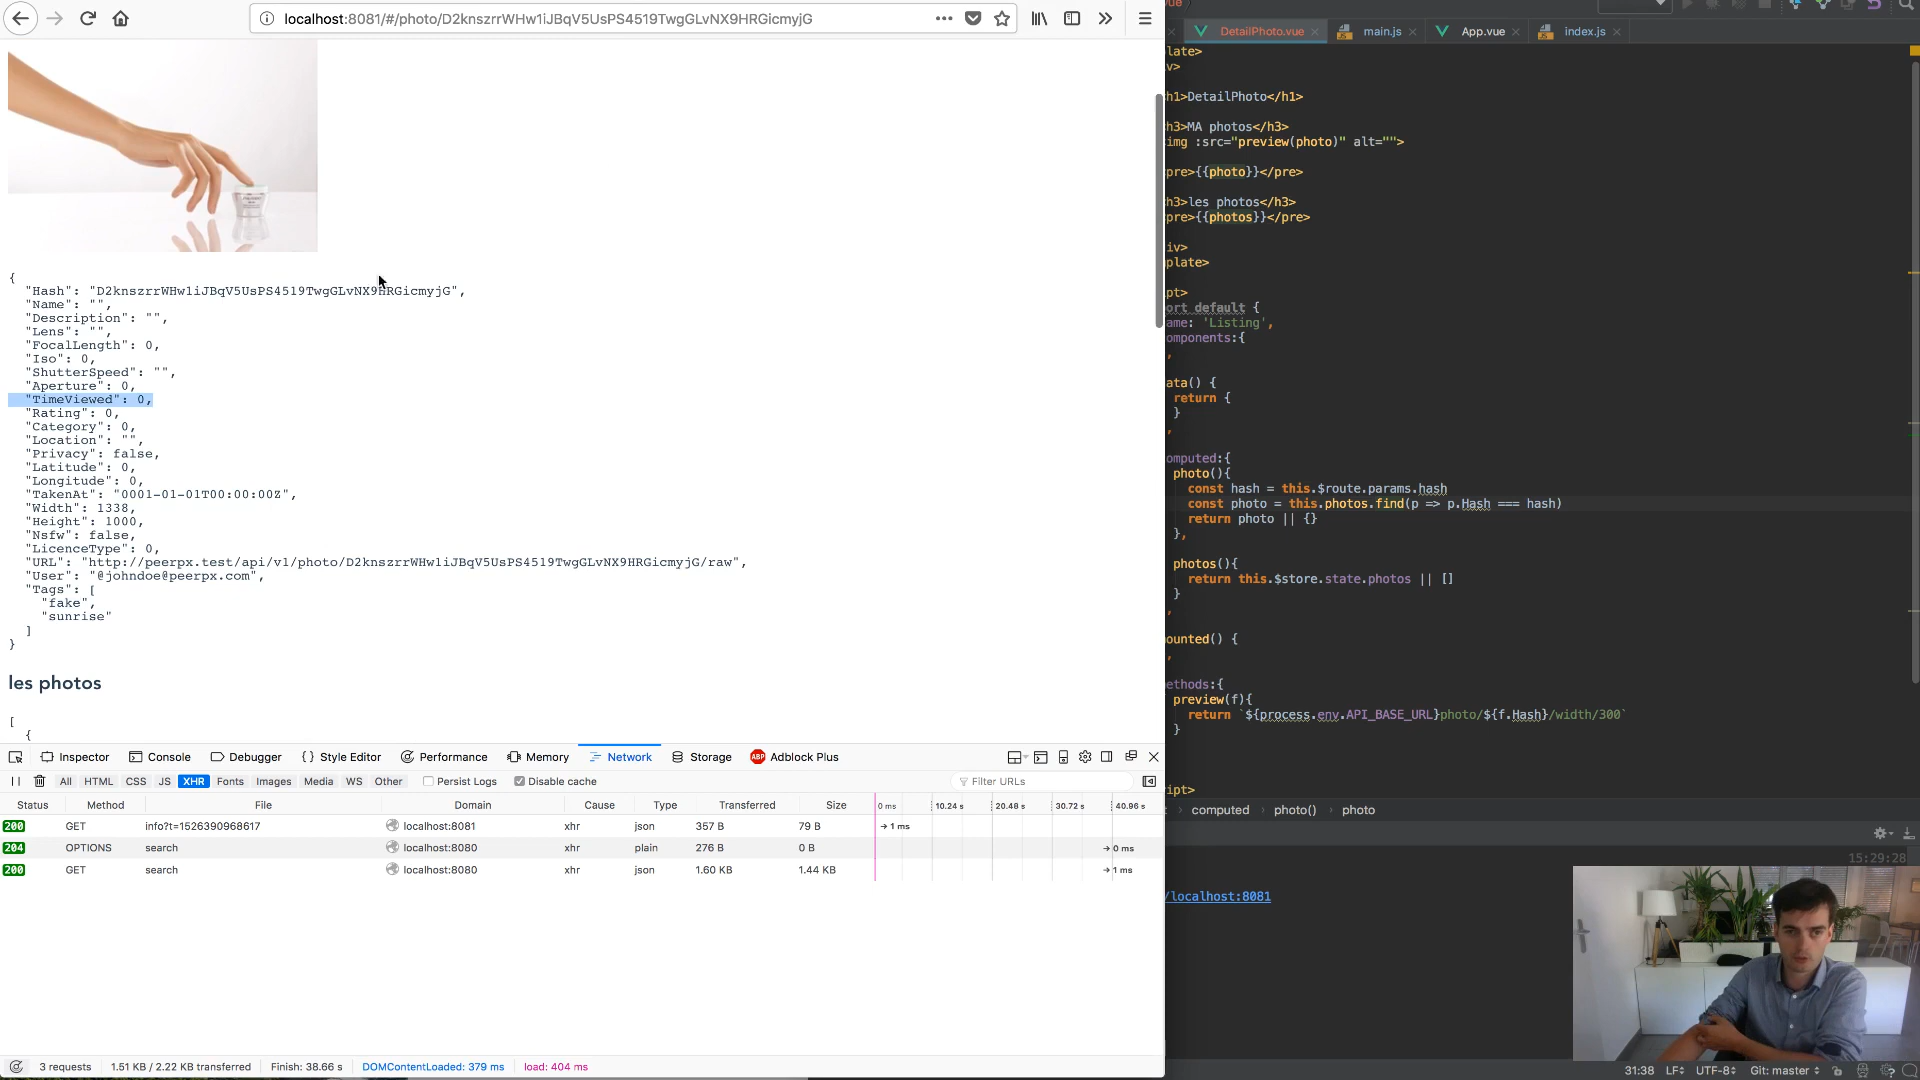 localhost:8081/#/photo/D2knszrrWHw1iJBqV5UsPS4519TwgGLvNX9HRGicmyjG
{
"Hash": "D2knszrrWHw1iJBqV5UsPS4519TwgGLvNX9HRGicmyjG",
"Name": "",
"Description": "",
"Lens": "",
"FocalLength": 0,
"Iso": 0,
"ShutterSpeed": "",
"Aperture": 0,
"TimeViewed": 0,
"Rating": 0,
"Category": 0,
"Location": "",
"Privacy": false,
"Latitude": 0,
"Longitude": 0,
"TakenAt": "0001-01-01T00:00:00Z",
"Width": 1338,
"Height": 1000,
"Nsfw": false,
"LicenceType": 0,
"URL": "http://peerpx.test/api/v1/photo/D2knszrrWHw1iJBqV5UsPS4519TwgGLvNX9HRGicmyjG/raw",
"User": "@johndoe@peerpx.com",
"Tags": [
"fake",
"sunrise"
]
}
les photos
[
{
Inspector Console Debugger {} Style Editor Performance Memory Network Storage ABP Adblock Plus
All HTML CSS JS XHR Fonts Images Media WS Other Persist Logs Disable cache Filter URLs
Status Method File Domain Cause Type Transferred Size 0 ms 10.24 s 20.48 s 30.72 s 40.96 s
200 GET info?t=1526390968617 localhost:8081 xhr json 357 B 79 B → 1 ms
204 OPTIONS search localhost:8080 xhr plain 276 B 0 B → 0 ms
200 GET search localhost:8080 xhr json 1.60 KB 1.44 KB → 1 ms
3 requests 1.51 KB / 2.22 KB transferred Finish: 38.66 s DOMContentLoaded: 379 ms load: 404 ms
DetailPhoto.vue main.js App.vue index.js
late>
v>
h1>DetailPhoto</h1>
h3>MA photos</h3>
img :src="preview(photo)" alt="">
pre>{{photo}}</pre>
h3>les photos</h3>
pre>{{photos}}</pre>
iv>
plate>
pt>
ort default {
ame: 'Listing',
omponents:{
,
ata() {
return {
}
,
omputed:{
photo(){
const hash = this.$route.params.hash
const photo = this.photos.find(p => p.Hash === hash)
return photo || {}
},
photos(){
return this.$store.state.photos || []
}
,
ounted() {
,
ethods:{
preview(f){
return `${process.env.API_BASE_URL}photo/${f.Hash}/width/300`
}
ipt>
computed photo() photo
15:29:28
/localhost:8081
31:38 LF UTF-8 Git: master